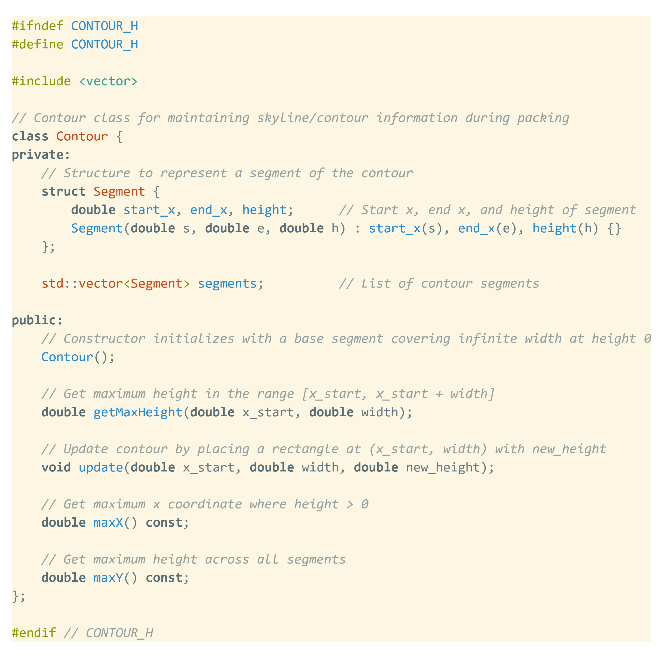 #ifndef CONTOUR_H
#define CONTOUR_H

#include <vector>

// Contour class for maintaining skyline/contour information during packing
class Contour {
private:
    // Structure to represent a segment of the contour
    struct Segment {
        double start_x, end_x, height;      // Start x, end x, and height of segment
        Segment(double s, double e, double h) : start_x(s), end_x(e), height(h) {}
    };

    std::vector<Segment> segments;          // List of contour segments

public:
    // Constructor initializes with a base segment covering infinite width at height 0
    Contour();

    // Get maximum height in the range [x_start, x_start + width]
    double getMaxHeight(double x_start, double width);

    // Update contour by placing a rectangle at (x_start, width) with new_height
    void update(double x_start, double width, double new_height);

    // Get maximum x coordinate where height > 0
    double maxX() const;

    // Get maximum height across all segments
    double maxY() const;
};

#endif // CONTOUR_H